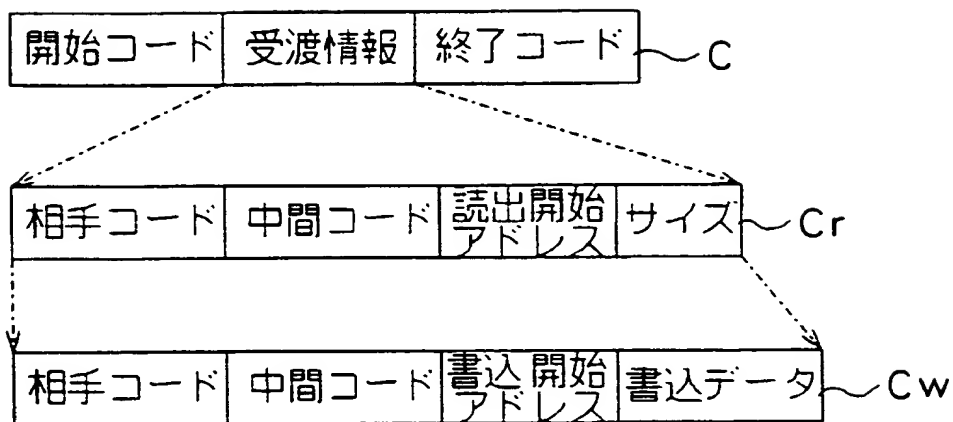 開始コード 受渡情報 終了コード C
相手コード 中間コード 読出開始アドレス サイズ Cr
相手コード 中間コード 書込開始アドレス 書込データ Cw